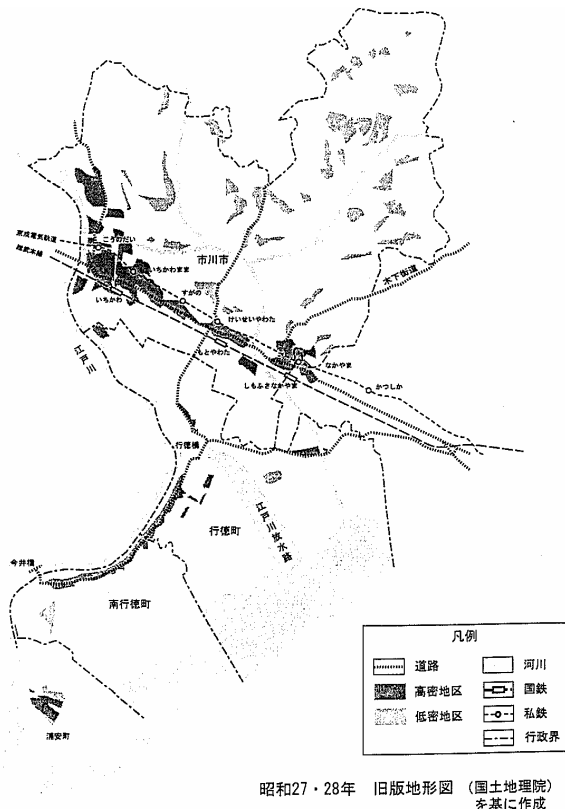 京成電気鉄道
総武本線
こうのだい
いちかわまま
市川市
すがの
木下街道
いちかわ
けいせいやわた
もとやわた
なかやま
しもふさなかやま
かつしか
江戸川
行徳橋
江戸川放水路
行徳町
今井橋
南行徳町
浦安町
凡例
道路
河川
高密地区
国鉄
低密地区
私鉄
行政界
昭和27・28年 旧版地形図 (国土地理院)
を基に作成